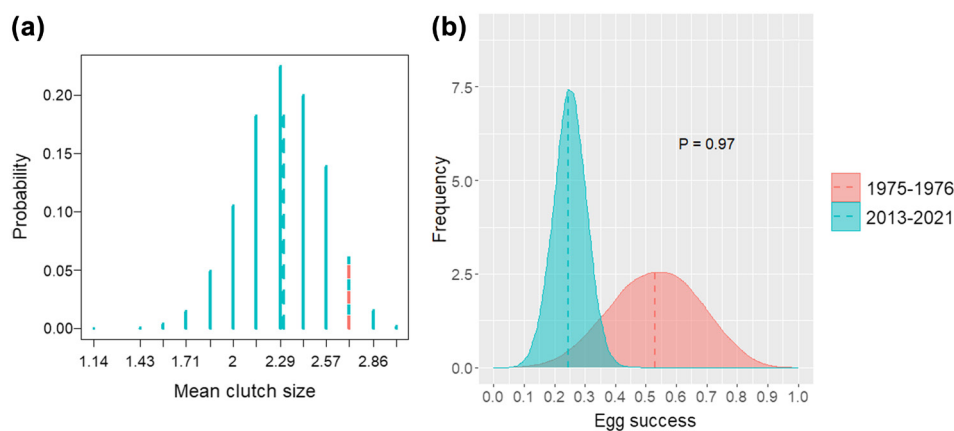 (a)
0.20
0.15
0.10
0.05
0.00
Probability
1.14 1.43 1.71 2 2.29 2.57 2.86
Mean clutch size
(b)
7.5
5.0
2.5
0.0
Frequency
P = 0.97
0.0 0.1 0.2 0.3 0.4 0.5 0.6 0.7 0.8 0.9 1.0
Egg success
1975-1976
2013-2021